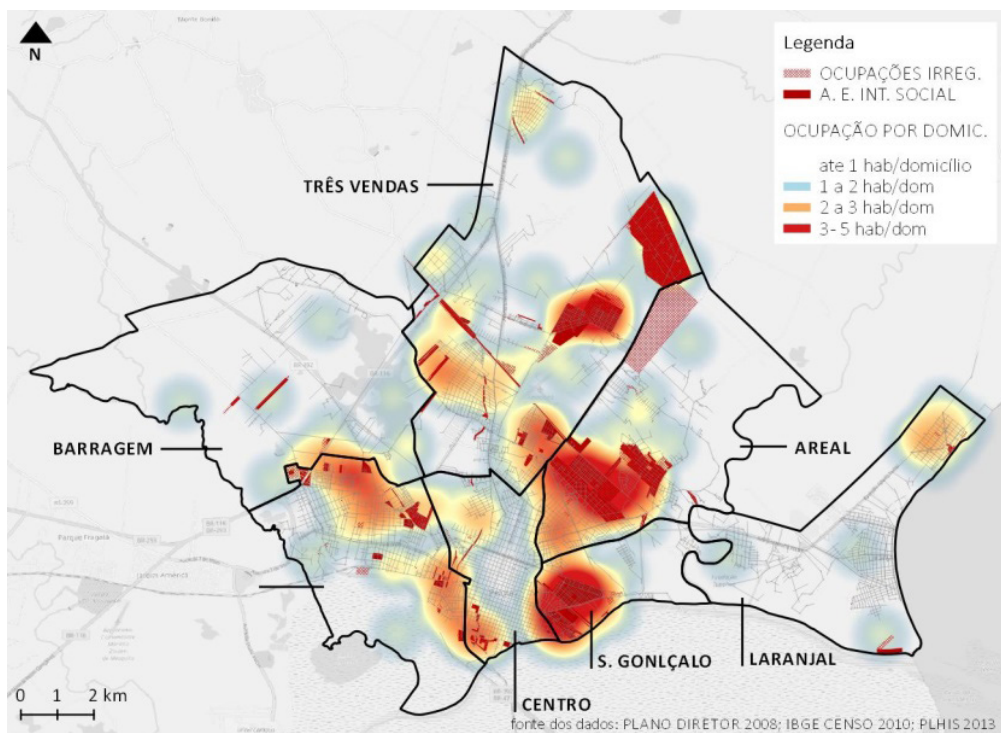 N
Legenda
OCUPAÇÕES IRREG.
A. E. INT. SOCIAL
OCUPAÇÃO POR DOMIC.
ate 1 hab/domicílio
1 a 2 hab/dom
2 a 3 hab/dom
3- 5 hab/dom
TRÊS VENDAS
BARRAGEM
AREAL
S. GONLÇALO
LARANJAL
CENTRO
0 1 2 km
fonte dos dados: PLANO DIRETOR 2008; IBGE CENSO 2010; PLHIS 2013